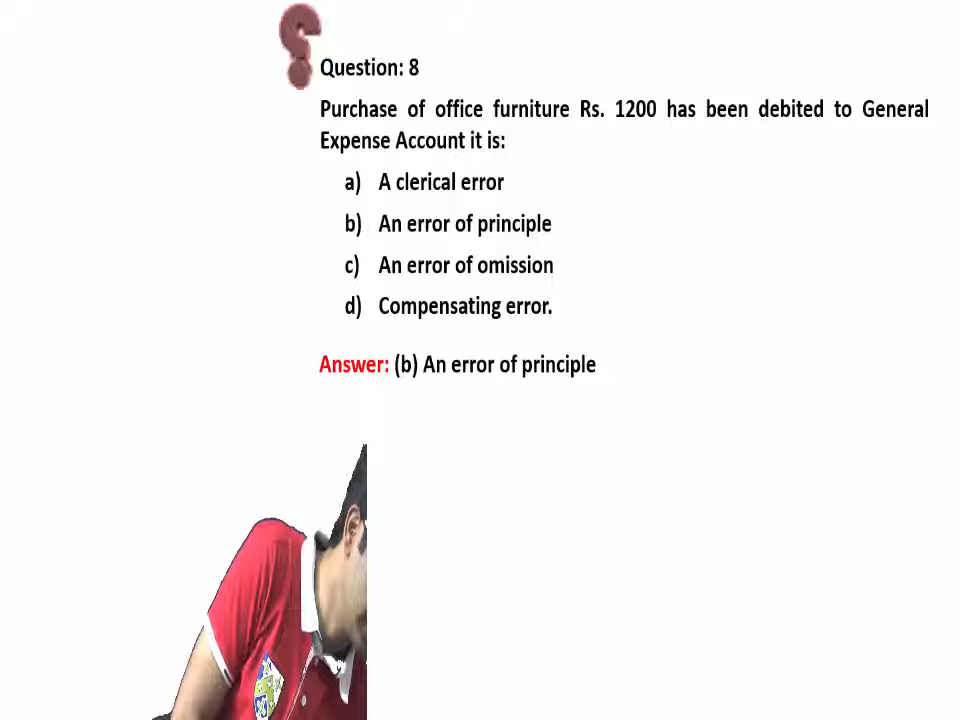 Question: 8
Purchase of office furniture Rs. 1200 has been debited to General
Expense Account it is:
a) A clerical error
b) An error of principle
c) An error of omission
d) Compensating error.
Answer: (b) An error of principle